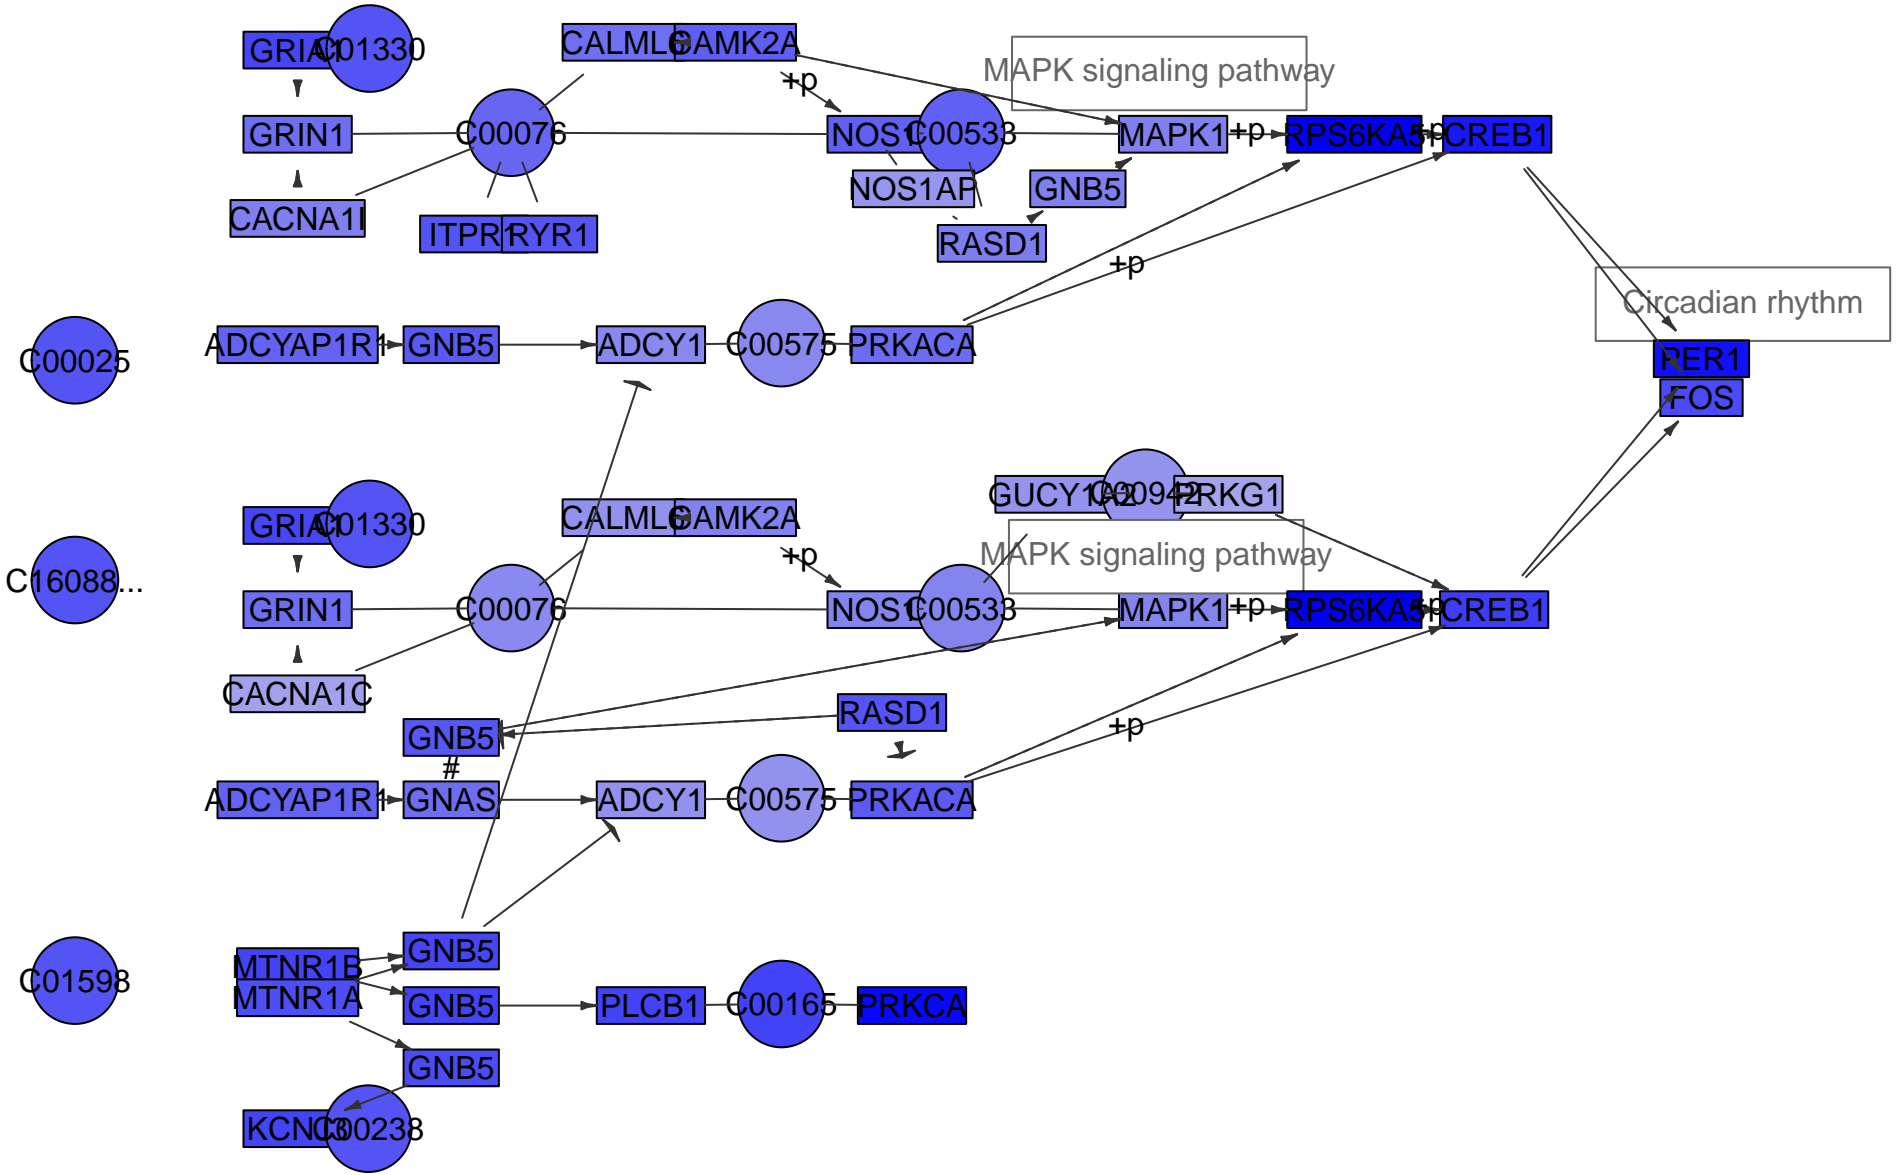 GRIA1
C01330
CALML6
CAMK2A
MAPK signaling pathway
+p
GRIN1
C00076
NOS1
C00533
MAPK1
+p
RPS6KA5
+p
CREB1
NOS1AP
GNB5
CACNA1I
ITPR1
RYR1
RASD1
+p
Circadian rhythm
C00025
ADCYAP1R1
GNB5
ADCY1
C00575
PRKACA
PER1
FOS
GUCY1A2
C00942
PRKG1
GRIA1
C01330
CALML6
CAMK2A
MAPK signaling pathway
+p
C16088...
GRIN1
C00076
NOS1
C00533
MAPK1
+p
RPS6KA5
+p
CREB1
CACNA1C
RASD1
GNB5
+p
#
ADCYAP1R1
GNAS
ADCY1
C00575
PRKACA
GNB5
MTNR1B
C01598
MTNR1A
GNB5
PLCB1
C00165
PRKCA
GNB5
KCNJ3
C00238